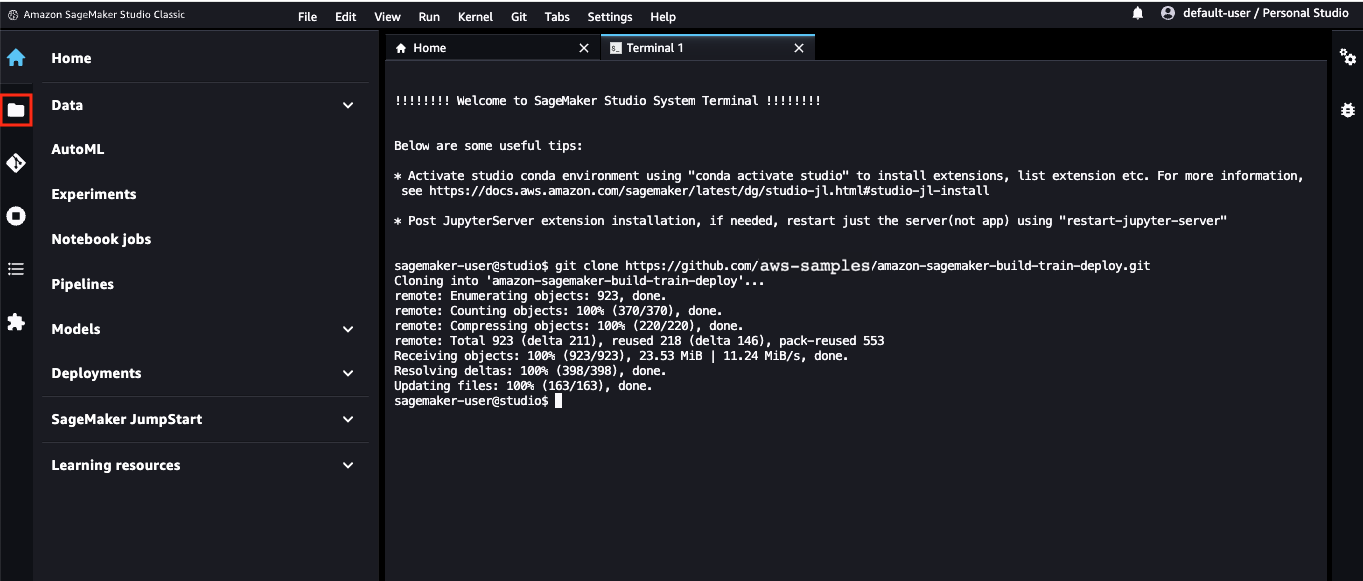 Amazon SageMaker Studio Classic
File Edit View Run Kernel Git Tabs Settings Help
default-user / Personal Studio
Home
Data
AutoML
Experiments
Notebook jobs
Pipelines
Models
Deployments
SageMaker JumpStart
Learning resources
Home
Terminal 1
!!!!!!!! Welcome to SageMaker Studio System Terminal !!!!!!!!
Below are some useful tips:
* Activate studio conda environment using "conda activate studio" to install extensions, list extension etc. For more information,
see https://docs.aws.amazon.com/sagemaker/latest/dg/studio-jl.html#studio-jl-install
* Post JupyterServer extension installation, if needed, restart just the server(not app) using "restart-jupyter-server"
sagemaker-user@studio$ git clone https://github.com/aws-samples/amazon-sagemaker-build-train-deploy.git
Cloning into 'amazon-sagemaker-build-train-deploy'...
remote: Enumerating objects: 923, done.
remote: Counting objects: 100% (370/370), done.
remote: Compressing objects: 100% (220/220), done.
remote: Total 923 (delta 211), reused 218 (delta 146), pack-reused 553
Receiving objects: 100% (923/923), 23.53 MiB | 11.24 MiB/s, done.
Resolving deltas: 100% (398/398), done.
Updating files: 100% (163/163), done.
sagemaker-user@studio$